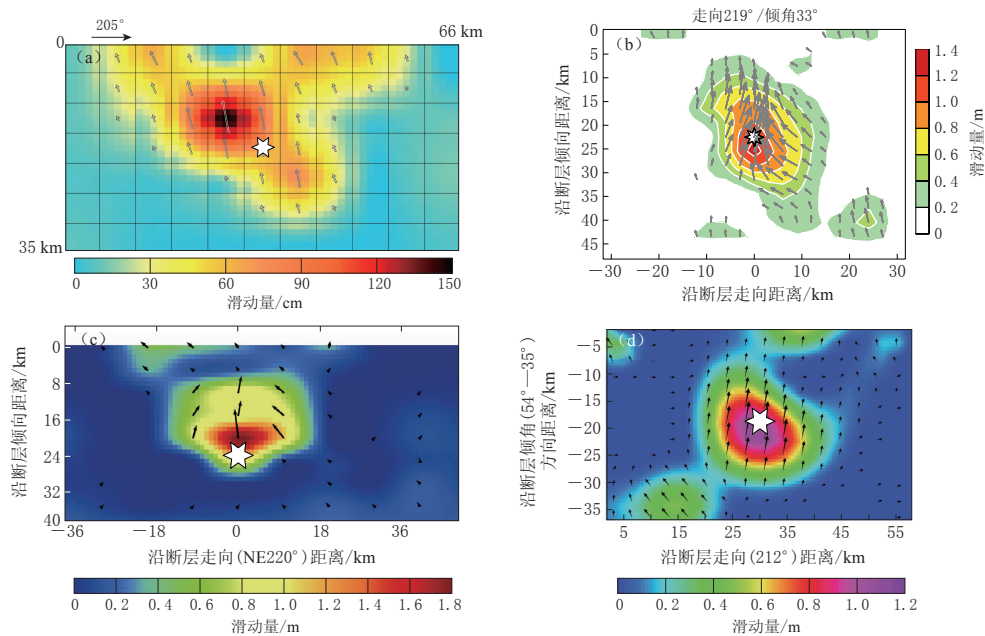 205°
0
66 km
(a)
35 km
0 30 60 90 120 150
滑动量/cm
走向219°/倾角33°
(b)
0
5
10
15
20
25
30
35
40
45
沿断层倾向距离/km
−30 −20 −10 0 10 20 30
沿断层走向距离/km
1.4
1.2
1.0
0.8
0.6
0.4
0.2
0
滑动量/m
(c)
0
8
16
24
32
40
沿断层倾向距离/km
−36 −18 0 18 36
沿断层走向(NE220°)距离/km
0 0.2 0.4 0.6 0.8 1.0 1.2 1.4 1.6 1.8
滑动量/m
(d)
−5
−10
−15
−20
−25
−30
−35
沿断层倾角(54°—35°)
方向距离/km
5 15 25 35 45 55
沿断层走向(212°)距离/km
0 0.2 0.4 0.6 0.8 1.0 1.2
滑动量/m